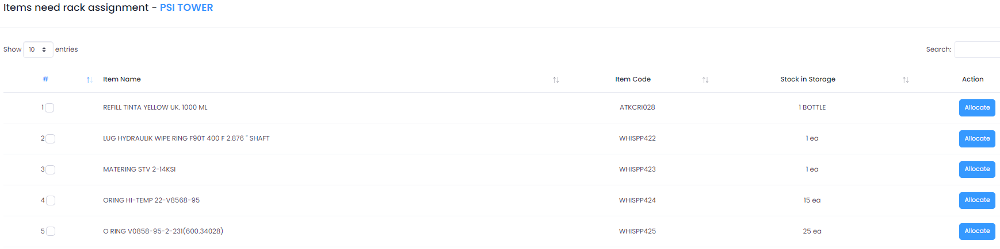 Items need rack assignment - PSI TOWER
Show 10 entries Search:
# Item Name Item Code Stock in Storage Action
1 REFILL TINTA YELLOW UK. 1000 ML ATKCRI028 1 BOTTLE Allocate
2 LUG HYDRAULIK WIPE RING F90T 400 F 2.876 " SHAFT WHISPP422 1 ea Allocate
3 MATERING STV 2-14KSI WHISPP423 1 ea Allocate
4 ORING HI-TEMP 22-V8568-95 WHISPP424 15 ea Allocate
5 O RING V0858-95-2-231(600.34028) WHISPP425 25 ea Allocate